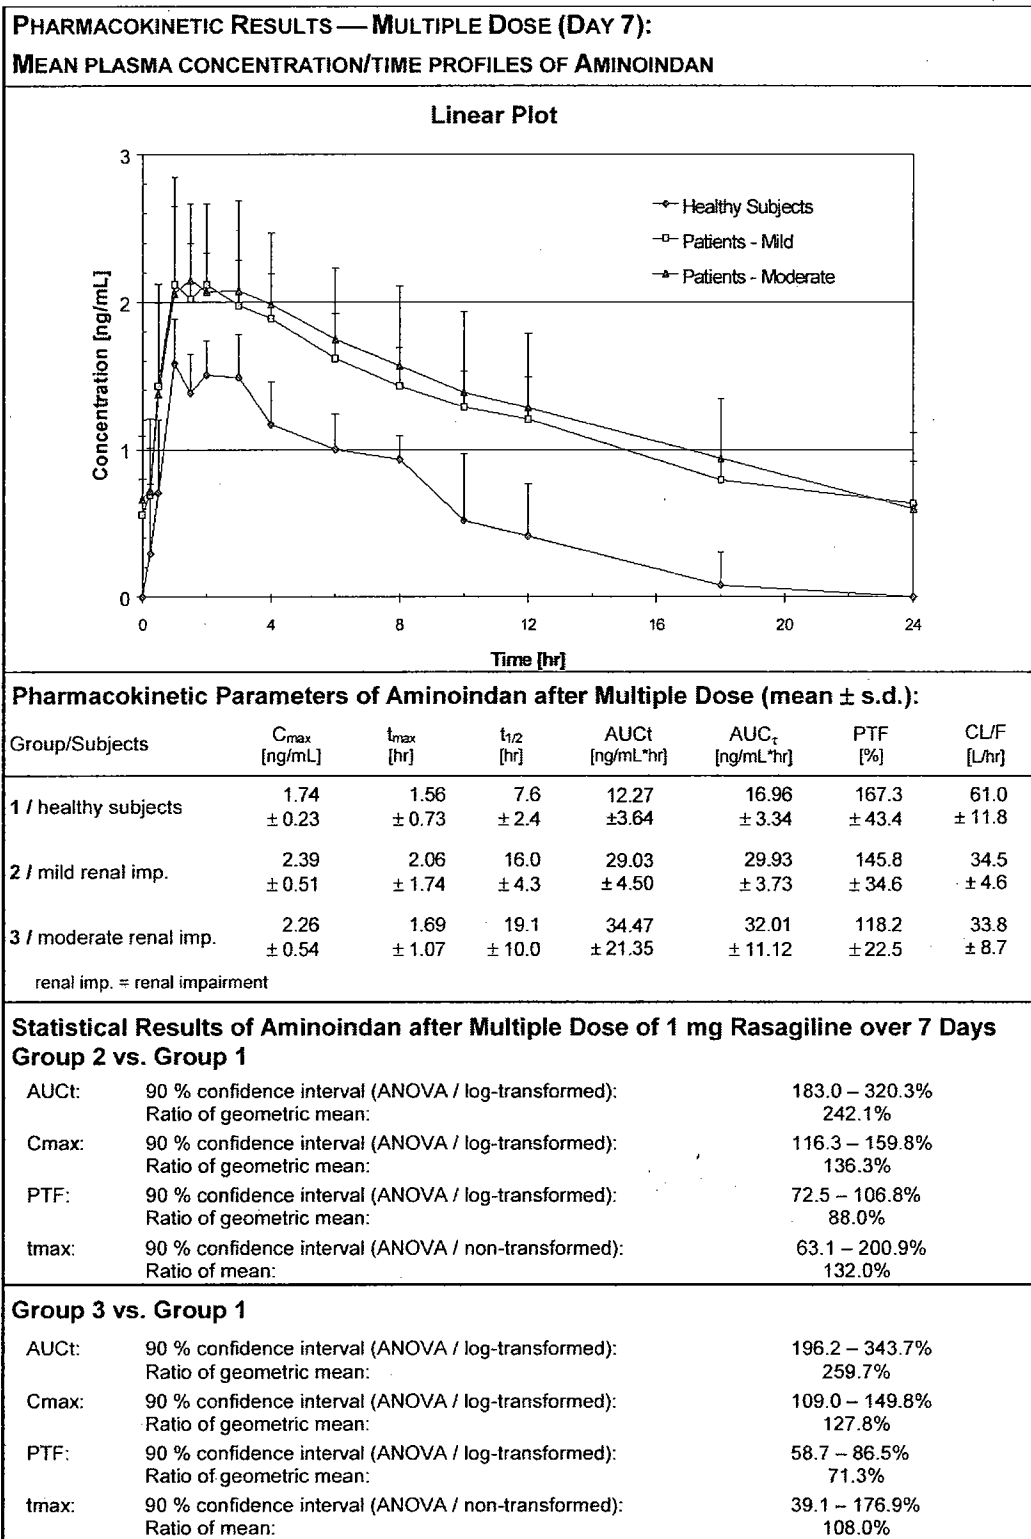 PHARMACOKINETIC RESULTS — MULTIPLE DOSE (DAY 7):
MEAN PLASMA CONCENTRATION/TIME PROFILES OF AMINOINDAN
Linear Plot
Concentration [ng/mL]
3
2
1
0
Healthy Subjects
Patients - Mild
Patients - Moderate
0 4 8 12 16 20 24
Time [hr]
Pharmacokinetic Parameters of Aminoindan after Multiple Dose (mean ± s.d.):
Group/Subjects Cmax tmax t1/2 AUCt AUCτ PTF CL/F
[ng/mL] [hr] [hr] [ng/mL*hr] [ng/mL*hr] [%] [L/hr]
1 / healthy subjects 1.74 1.56 7.6 12.27 16.96 167.3 61.0
± 0.23 ± 0.73 ± 2.4 ±3.64 ± 3.34 ± 43.4 ± 11.8
2 / mild renal imp. 2.39 2.06 16.0 29.03 29.93 145.8 34.5
± 0.51 ± 1.74 ± 4.3 ± 4.50 ± 3.73 ± 34.6 ± 4.6
3 / moderate renal imp. 2.26 1.69 19.1 34.47 32.01 118.2 33.8
± 0.54 ± 1.07 ± 10.0 ± 21.35 ± 11.12 ± 22.5 ± 8.7
renal imp. = renal impairment
Statistical Results of Aminoindan after Multiple Dose of 1 mg Rasagiline over 7 Days
Group 2 vs. Group 1
AUCt: 90 % confidence interval (ANOVA / log-transformed): 183.0 – 320.3%
Ratio of geometric mean: 242.1%
Cmax: 90 % confidence interval (ANOVA / log-transformed): 116.3 – 159.8%
Ratio of geometric mean: 136.3%
PTF: 90 % confidence interval (ANOVA / log-transformed): 72.5 – 106.8%
Ratio of geometric mean: 88.0%
tmax: 90 % confidence interval (ANOVA / non-transformed): 63.1 – 200.9%
Ratio of mean: 132.0%
Group 3 vs. Group 1
AUCt: 90 % confidence interval (ANOVA / log-transformed): 196.2 – 343.7%
Ratio of geometric mean: 259.7%
Cmax: 90 % confidence interval (ANOVA / log-transformed): 109.0 – 149.8%
Ratio of geometric mean: 127.8%
PTF: 90 % confidence interval (ANOVA / log-transformed): 58.7 – 86.5%
Ratio of geometric mean: 71.3%
tmax: 90 % confidence interval (ANOVA / non-transformed): 39.1 – 176.9%
Ratio of mean: 108.0%